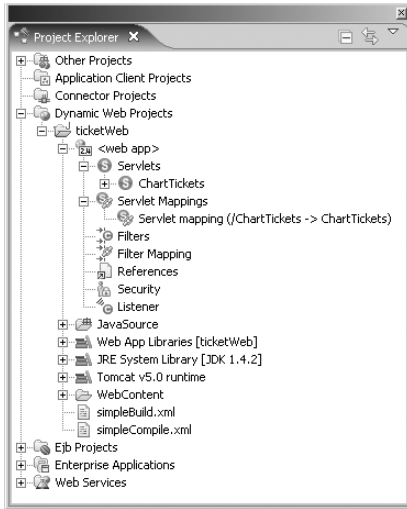 Project Explorer
Other Projects
Application Client Projects
Connector Projects
Dynamic Web Projects
ticketWeb
2.4 <web app>
S Servlets
S ChartTickets
Servlet Mappings
Servlet mapping (/ChartTickets -> ChartTickets)
Filters
Filter Mapping
References
Security
Listener
JavaSource
Web App Libraries [ticketWeb]
JRE System Library [JDK 1.4.2]
Tomcat v5.0 runtime
WebContent
simpleBuild.xml
simpleCompile.xml
Ejb Projects
Enterprise Applications
Web Services